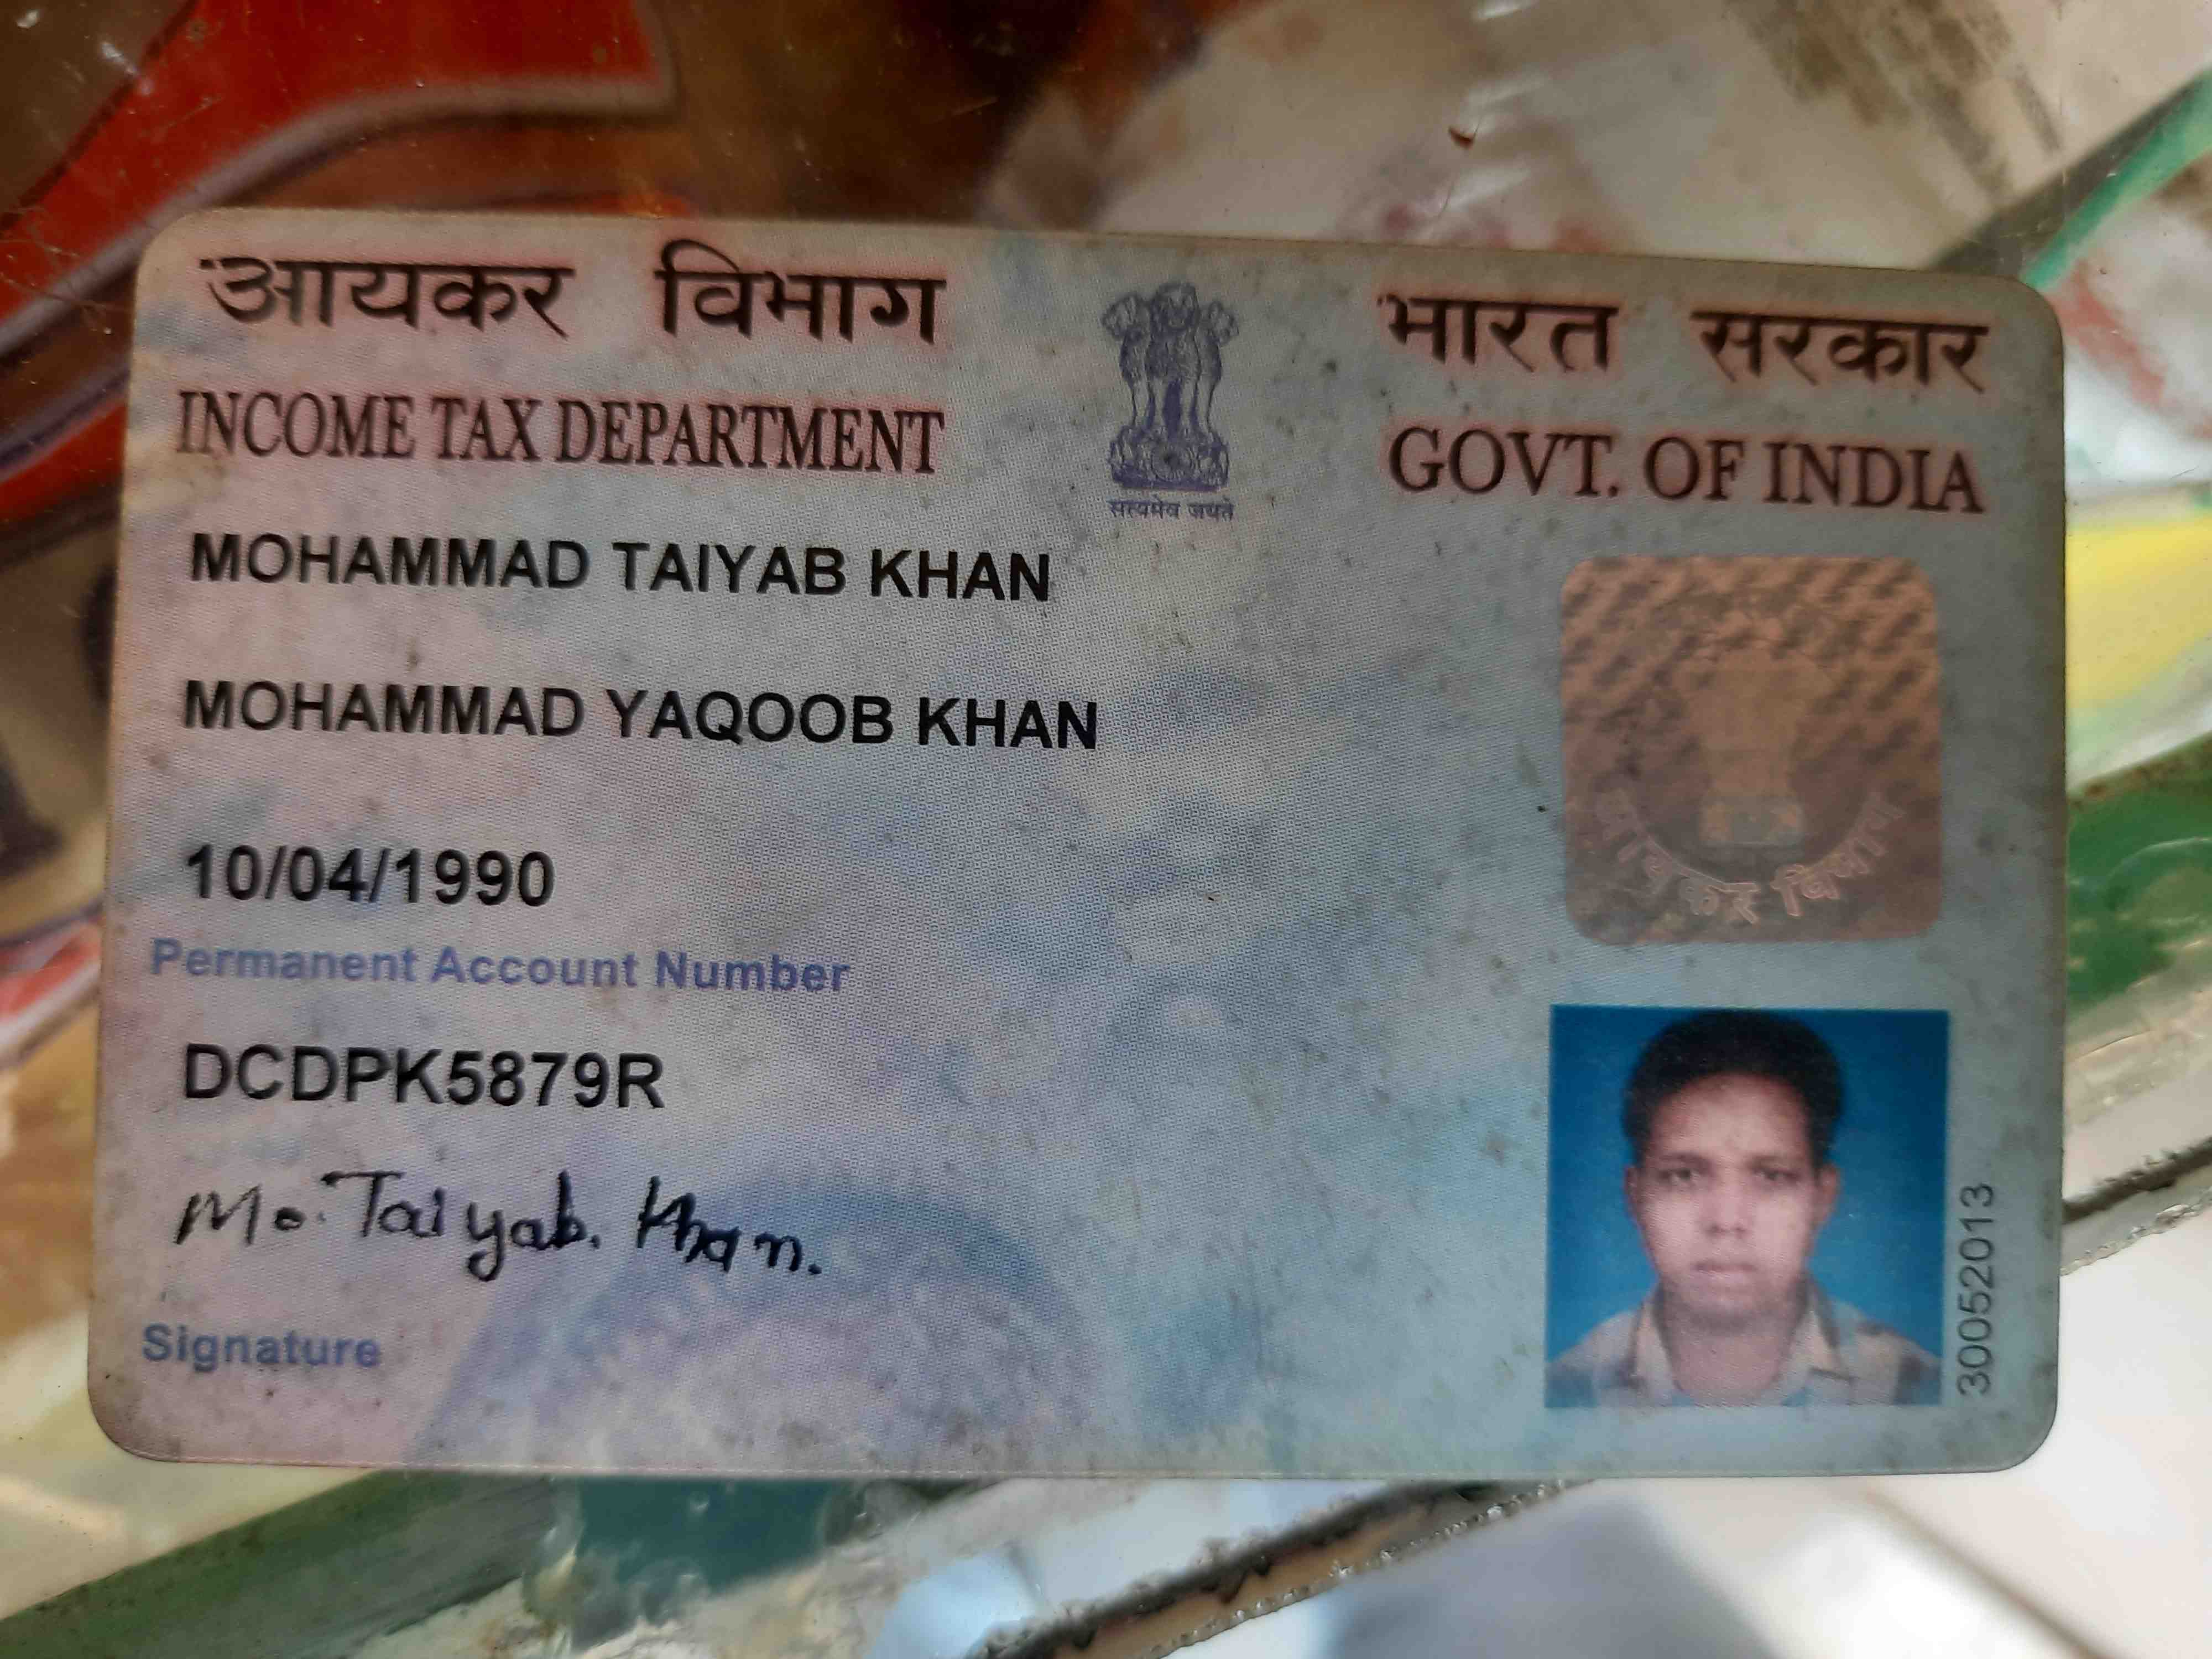 आयकर विभाग
भारत सरकार
INCOME TAX DEPARTMENT
GOVT. OF INDIA
सत्यमेव जयते
MOHAMMAD TAIYAB KHAN
MOHAMMAD YAQOOB KHAN
10/04/1990
Permanent Account Number
DCDPK5879R
Mo. Taiyab. Khan.
Signature
आयकर विभाग
30052013